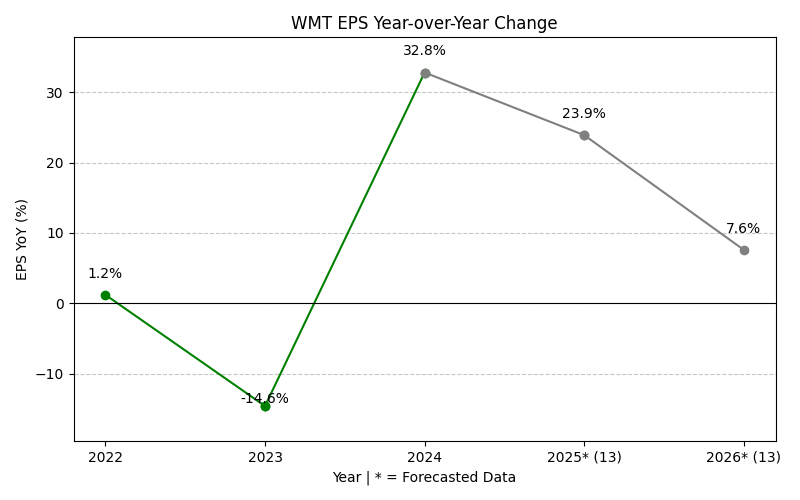 WMT EPS Year-over-Year Change
32.8%
23.9%
7.6%
1.2%
-14.6%
30
20
10
0
−10
EPS YoY (%)
2022 2023 2024 2025* (13) 2026* (13)
Year | * = Forecasted Data